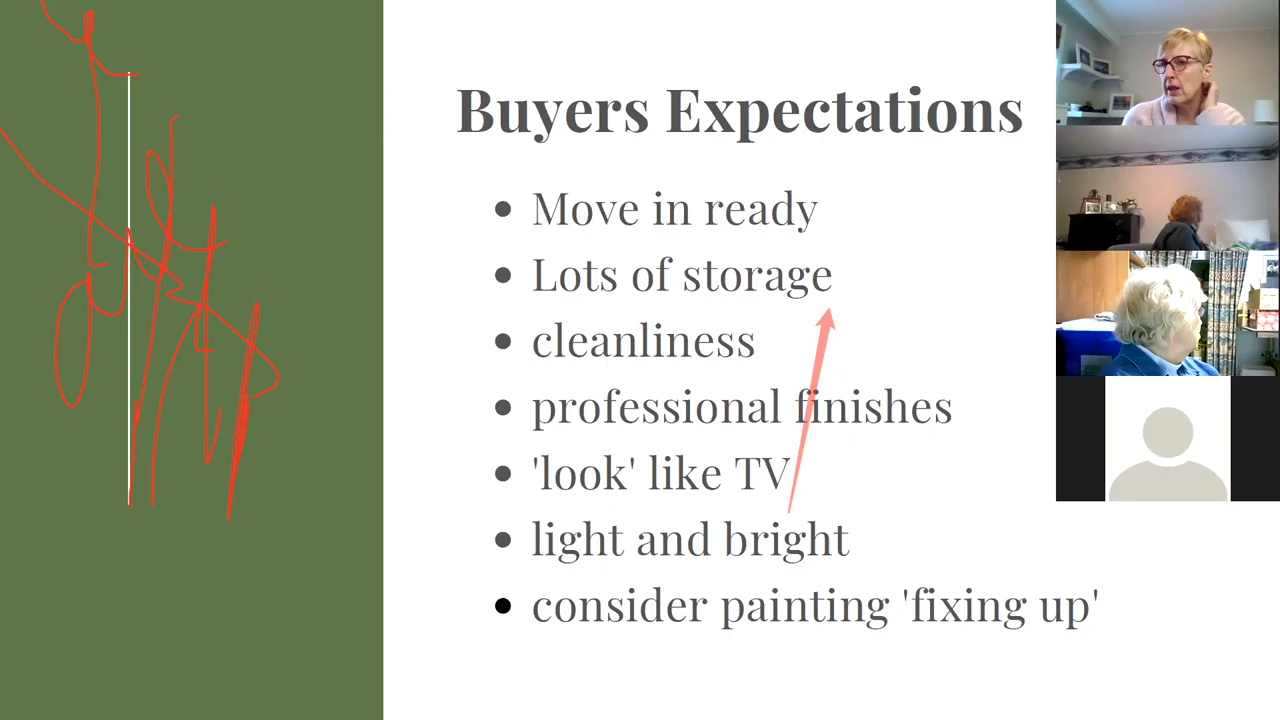 Buyers Expectations
Move in ready
Lots of storage
cleanliness
professional finishes
'look' like TV
light and bright
consider painting 'fixing up'